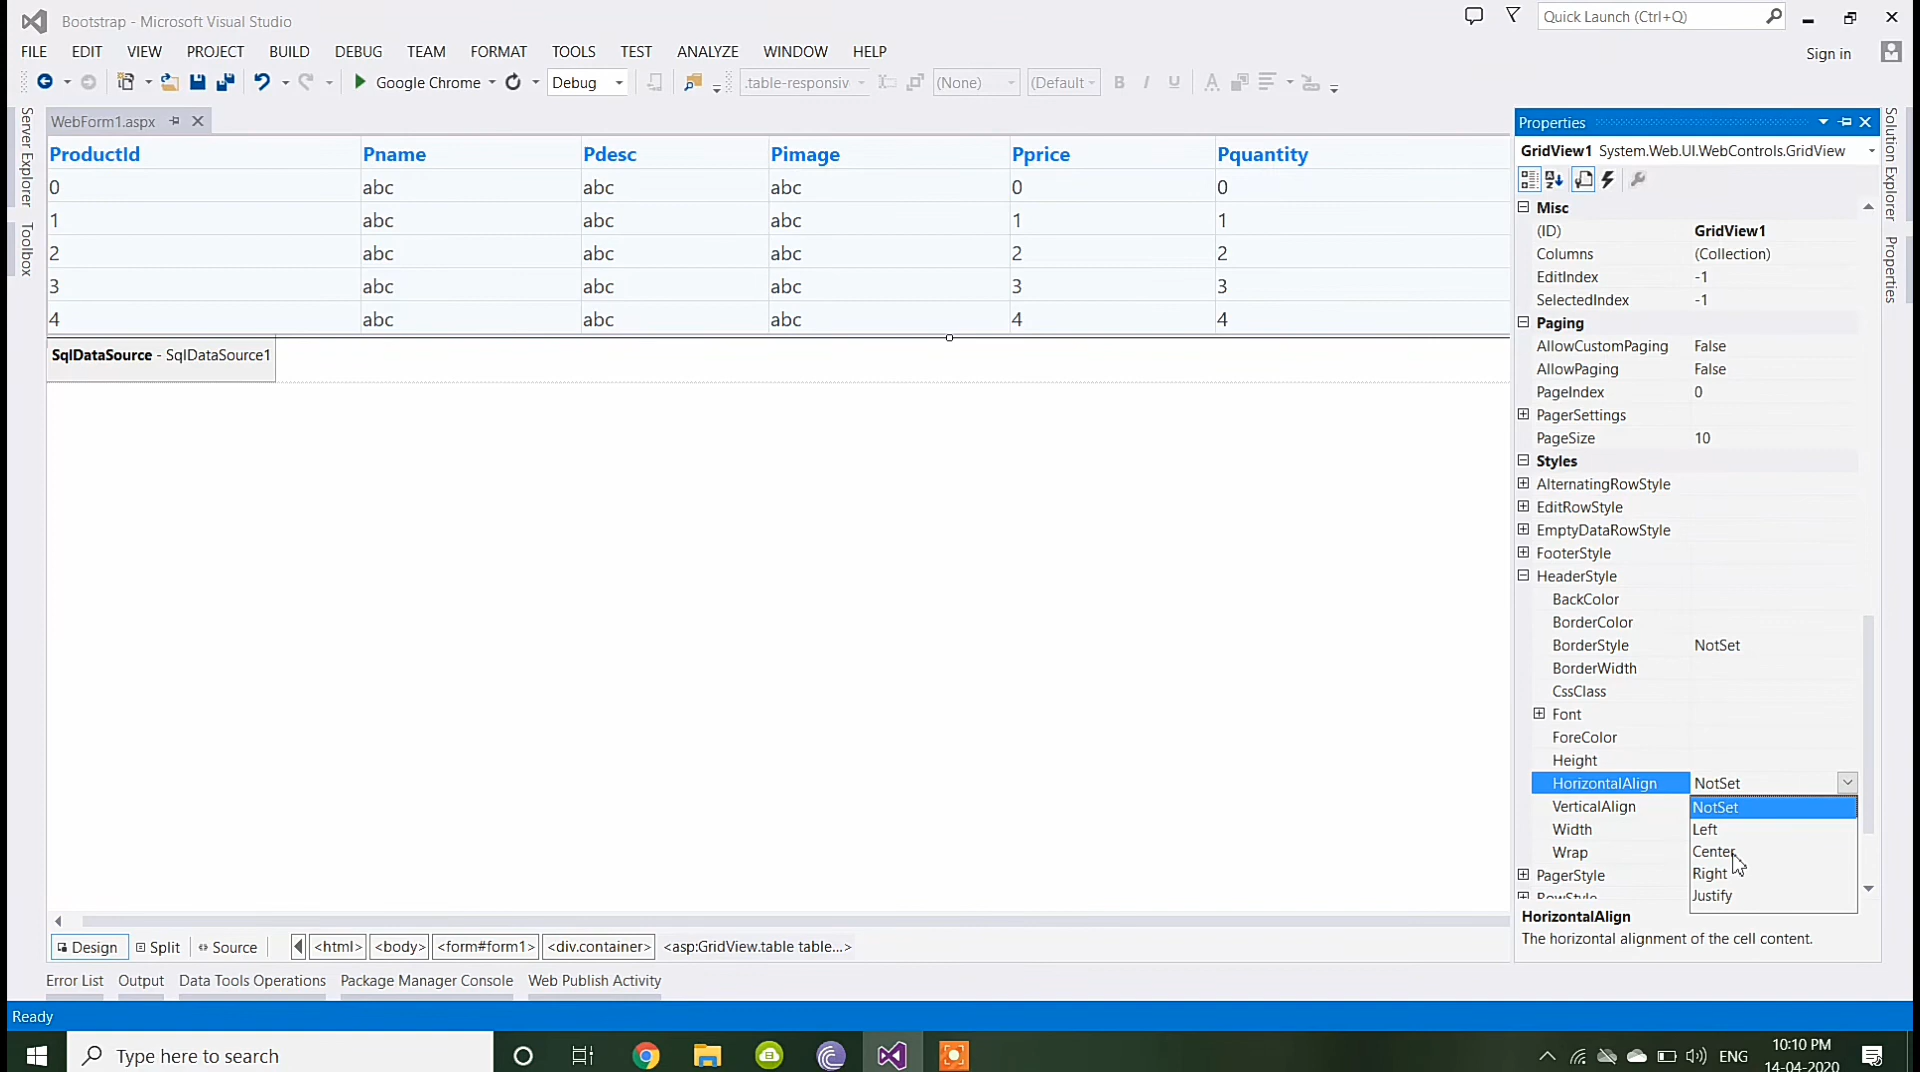 Bootstrap - Microsoft Visual Studio
Quick Launch (Ctrl+Q)
FILE EDIT VIEW PROJECT BUILD DEBUG TEAM FORMAT TOOLS TEST ANALYZE WINDOW HELP
Sign in
Google Chrome Debug .table-responsiv (None) (Default B I U A
Server Explorer
Toolbox
WebForm1.aspx
ProductId Pname Pdesc Pimage Pprice Pquantity
0 abc abc abc 0 0
1 abc abc abc 1 1
2 abc abc abc 2 2
3 abc abc abc 3 3
4 abc abc abc 4 4
SqlDataSource - SqlDataSource1
Properties
GridView1 System.Web.UI.WebControls.GridView
Misc
(ID) GridView1
Columns (Collection)
EditIndex -1
SelectedIndex -1
Paging
AllowCustomPaging False
AllowPaging False
PageIndex 0
PagerSettings
PageSize 10
Styles
AlternatingRowStyle
EditRowStyle
EmptyDataRowStyle
FooterStyle
HeaderStyle
BackColor
BorderColor
BorderStyle NotSet
BorderWidth
CssClass
Font
ForeColor
Height
HorizontalAlign NotSet
VerticalAlign
Width
Wrap
PagerStyle
RowStyle
NotSet
Left
Center
Right
Justify
HorizontalAlign
The horizontal alignment of the cell content.
Solution Explorer
Properties
Design Split Source <html> <body> <form#form1> <div.container> <asp:GridView.table table...>
Error List Output Data Tools Operations Package Manager Console Web Publish Activity
Ready
Type here to search
ENG
10:10 PM
14-04-2020